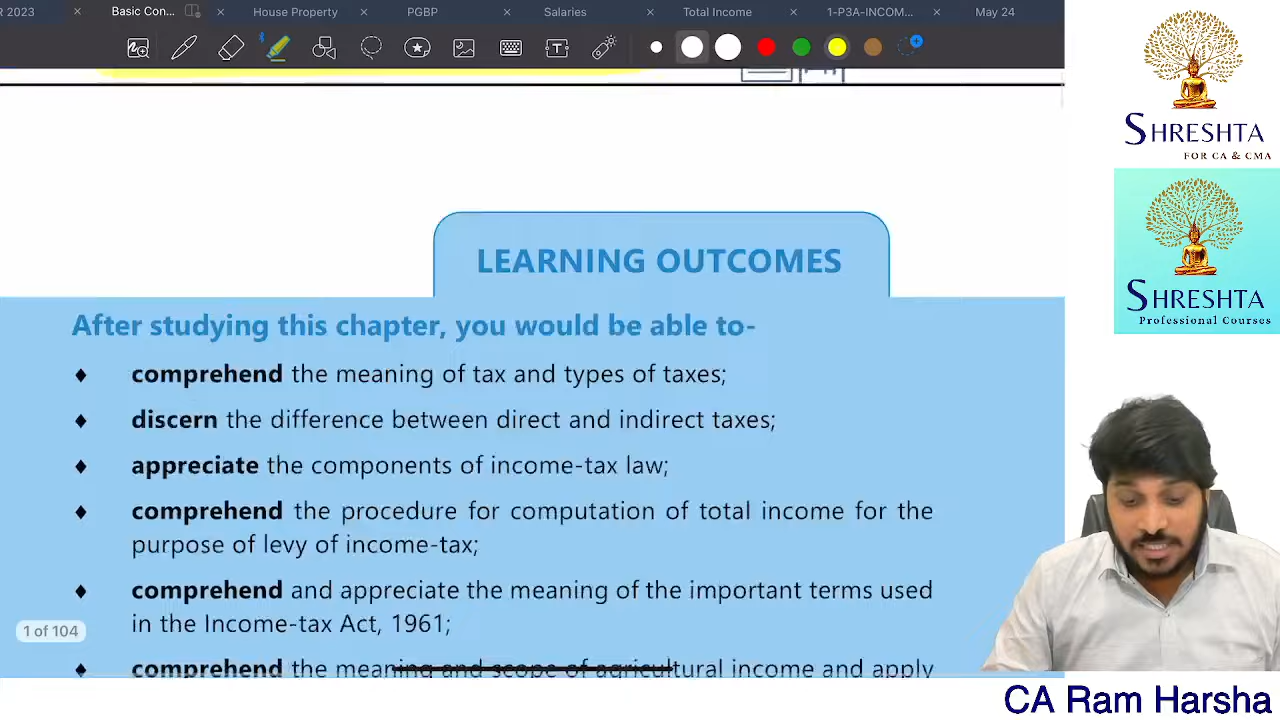 R 2023
Basic Con...
House Property
PGBP
Salaries
Total Income
1-P3A-INCOM...
May 24
SHRESHTA
FOR CA & CMA
SHRESHTA
Professional Courses
LEARNING OUTCOMES
After studying this chapter, you would be able to-
comprehend the meaning of tax and types of taxes;
discern the difference between direct and indirect taxes;
appreciate the components of income-tax law;
comprehend the procedure for computation of total income for the
purpose of levy of income-tax;
comprehend and appreciate the meaning of the important terms used
in the Income-tax Act, 1961;
1 of 104
comprehend the meaning and scope of agricultural income and apply
CA Ram Harsha